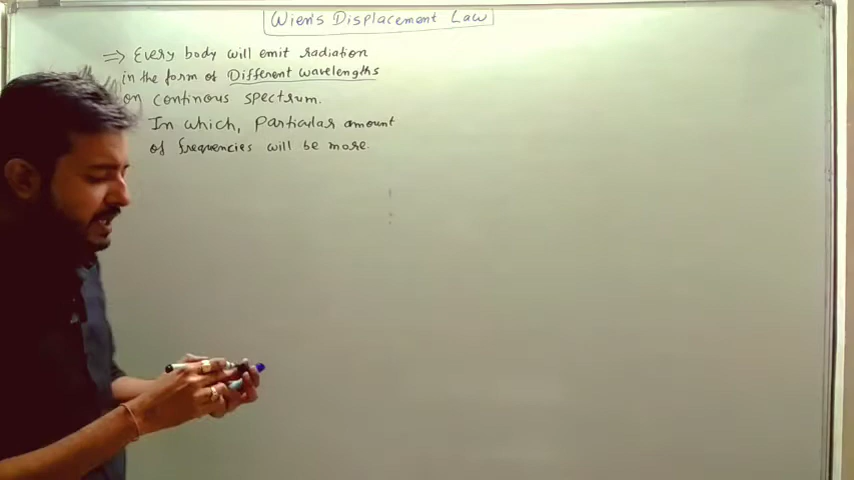 Wien's Displacement Law
⇒ Every body will emit radiation
in the form of Different wavelengths
on continous spectrum.
In which, Particular amount
of frequencies will be more.